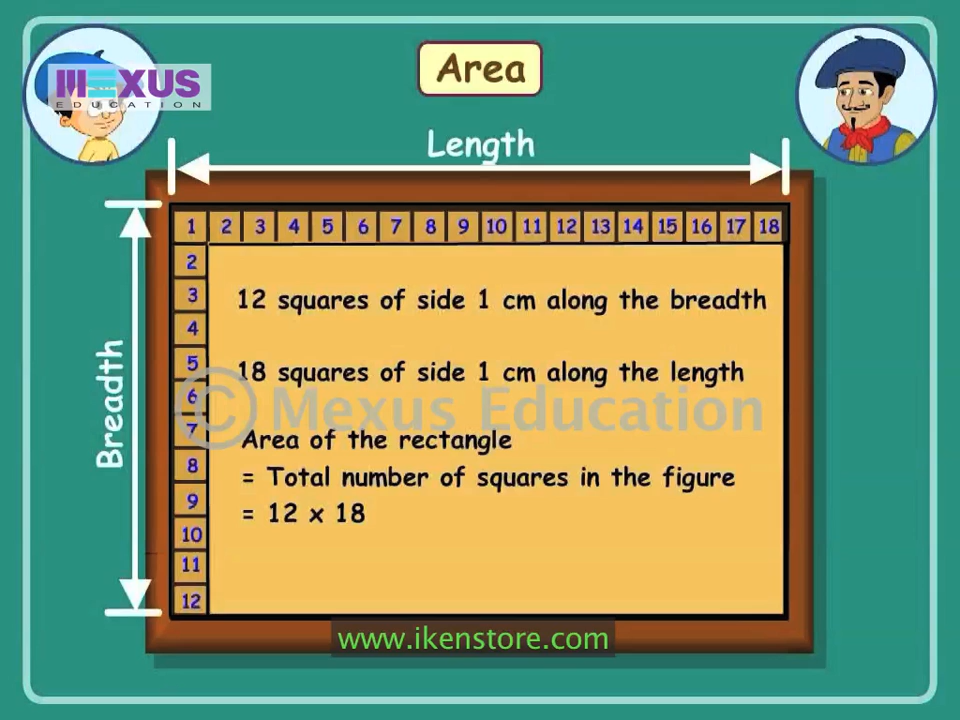 Area
MEXUS
EDUCATION
Length
Breadth
1 2 3 4 5 6 7 8 9 10 11 12 13 14 15 16 17 18
2
3
4
5
6
7
8
9
10
11
12
12 squares of side 1 cm along the breadth
18 squares of side 1 cm along the length
© Mexus Education
Area of the rectangle
= Total number of squares in the figure
= 12 x 18
www.ikenstore.com